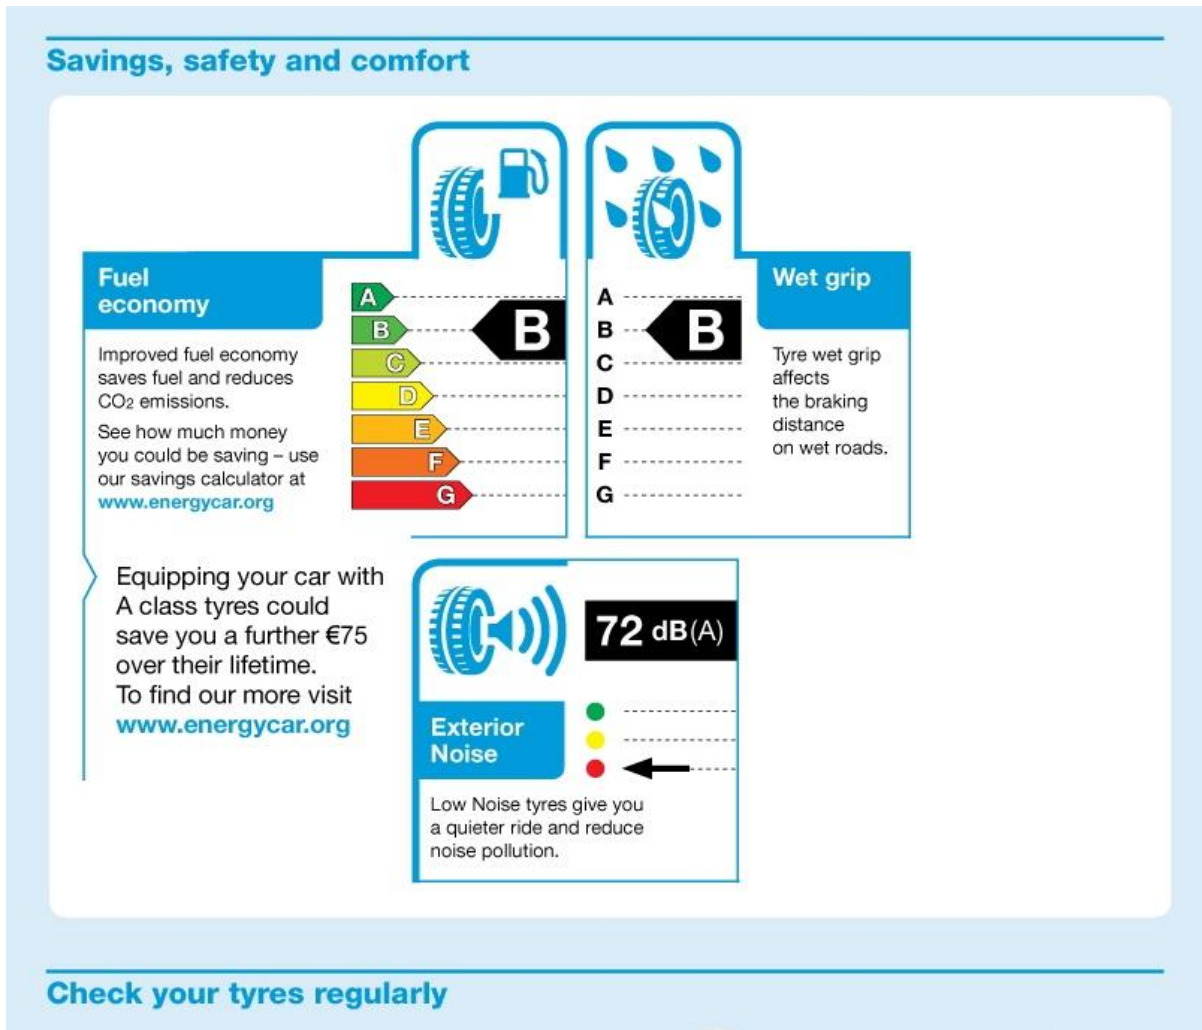 Savings, safety and comfort
Fuel
economy
Improved fuel economy
saves fuel and reduces
CO2 emissions.
See how much money
you could be saving – use
our savings calculator at
www.energycar.org
A
B
C
D
E
F
G
B
A
B
C
D
E
F
G
B
Wet grip
Tyre wet grip
affects
the braking
distance
on wet roads.
Equipping your car with
A class tyres could
save you a further €75
over their lifetime.
To find our more visit
www.energycar.org
72 dB(A)
Exterior
Noise
Low Noise tyres give you
a quieter ride and reduce
noise pollution.
Check your tyres regularly